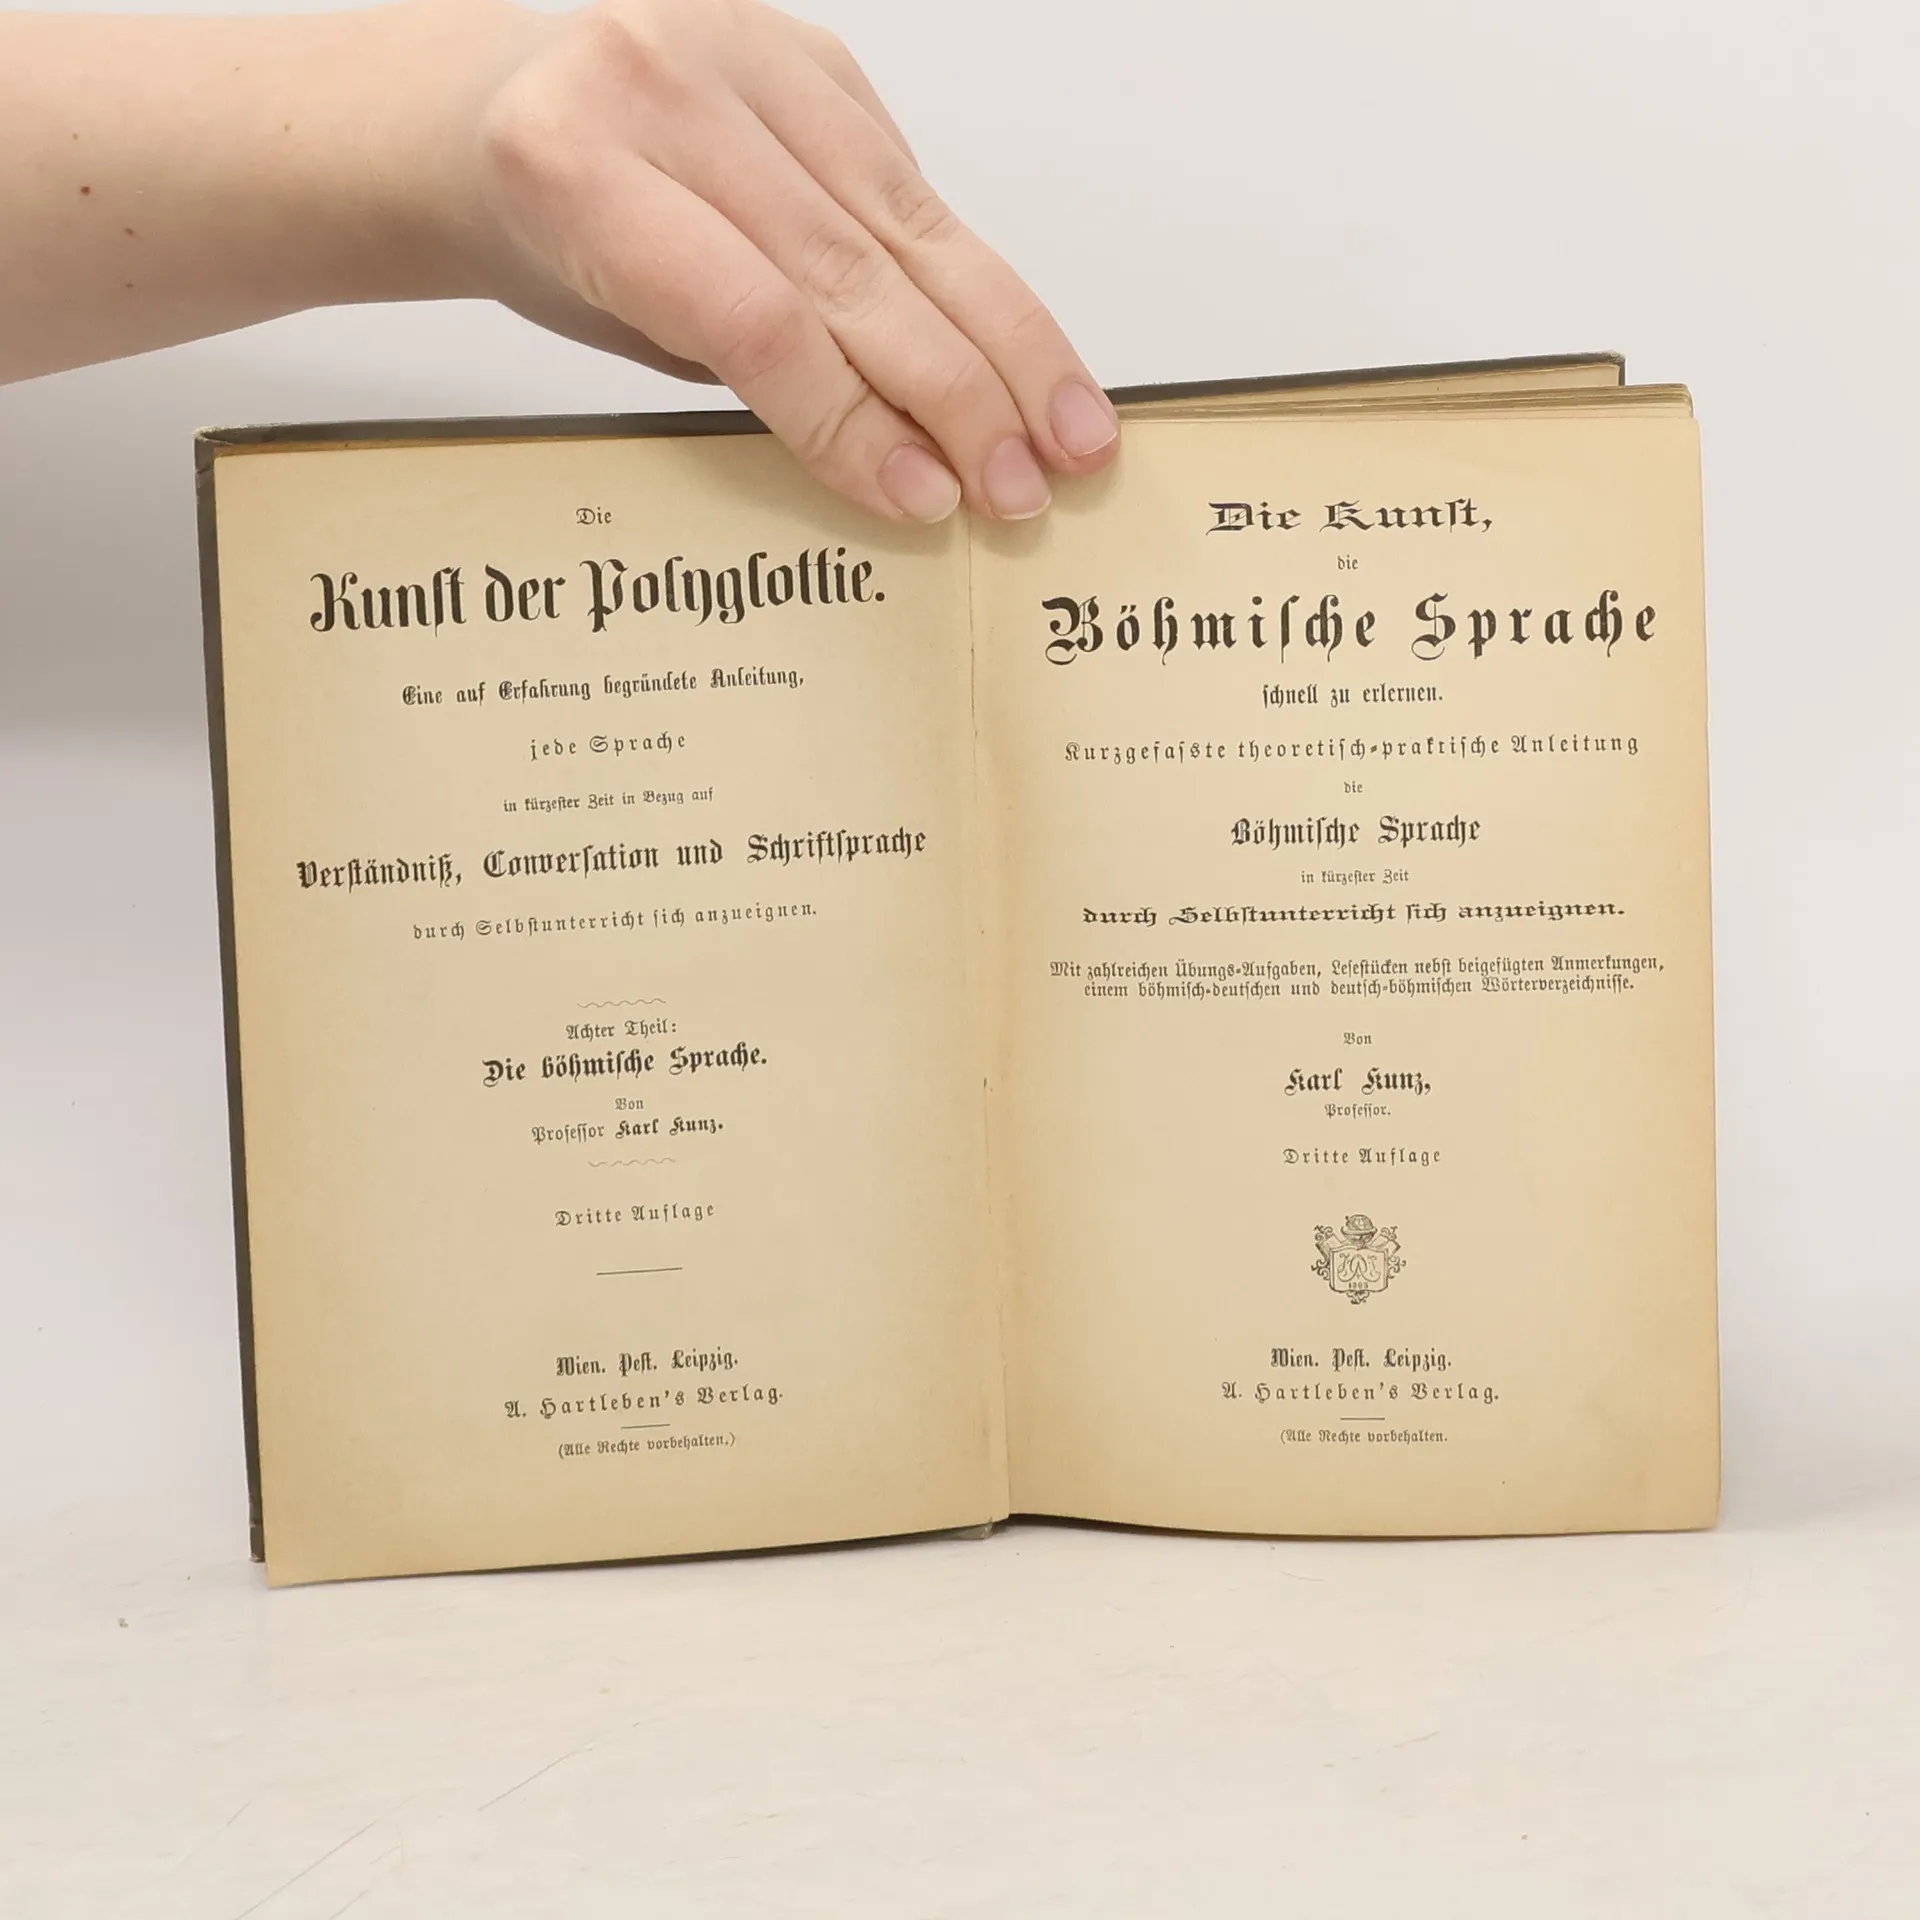 Die
Kunſt der Polyglottie.
Eine auf Erfahrung begründete Anleitung,
jede Sprache
in kürzeſter Zeit in Bezug auf
Verſtändniß, Converſation und Schriftſprache
durch Selbſtunterricht ſich anzueignen.
Achter Theil:
Die böhmiſche Sprache.
Von
Profeſſor Karl Kunz.
Dritte Auflage
Wien. Peſt. Leipzig.
A. Hartleben's Verlag.
(Alle Rechte vorbehalten.)
Die Kunſt,
die
Böhmiſche Sprache
ſchnell zu erlernen.
Kurzgefaſste theoretiſch-praktiſche Anleitung
die
Böhmiſche Sprache
in kürzeſter Zeit
durch Selbſtunterricht ſich anzueignen.
Mit zahlreichen Übungs-Aufgaben, Leſeſtücken nebſt beigefügten Anmerkungen,
einem böhmiſch-deutſchen und deutſch-böhmiſchen Wörterverzeichniſſe.
Von
Karl Kunz,
Profeſſor.
Dritte Auflage
1803
Wien. Peſt. Leipzig.
A. Hartleben's Verlag.
(Alle Rechte vorbehalten.